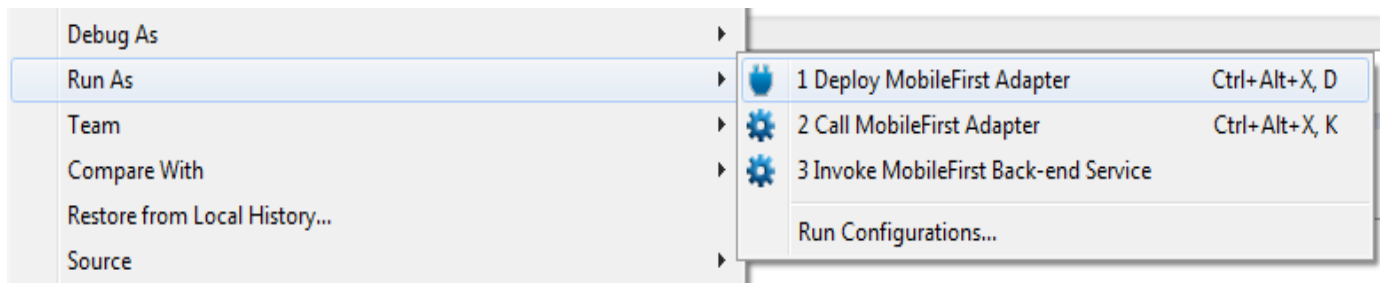 Debug As
Run As
Team
Compare With
Restore from Local History...
Source
1 Deploy MobileFirst Adapter Ctrl+Alt+X, D
2 Call MobileFirst Adapter Ctrl+Alt+X, K
3 Invoke MobileFirst Back-end Service
Run Configurations...